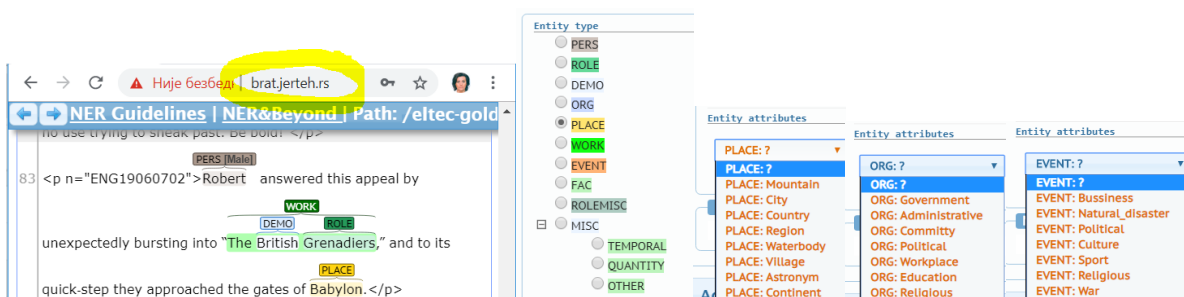 Није безбедн brat.jerteh.rs
NER Guidelines | NER&Beyond | Path: /eltec-gold
no use trying to sneak past. Be bold! </p>
PERS [Male]
83 <p n="ENG19060702">Robert answered this appeal by
WORK
DEMO ROLE
unexpectedly bursting into “The British Grenadiers,” and to its
PLACE
quick-step they approached the gates of Babylon.</p>
Entity type
PERS
ROLE
DEMO
ORG
PLACE
WORK
EVENT
FAC
ROLEMISC
MISC
TEMPORAL
QUANTITY
OTHER
Entity attributes
PLACE: ?
PLACE: ?
PLACE: Mountain
PLACE: City
PLACE: Country
PLACE: Region
PLACE: Waterbody
PLACE: Village
PLACE: Astronym
PLACE: Continent
Entity attributes
ORG: ?
ORG: ?
ORG: Government
ORG: Administrative
ORG: Committy
ORG: Political
ORG: Workplace
ORG: Education
ORG: Religious
Entity attributes
EVENT: ?
EVENT: ?
EVENT: Bussiness
EVENT: Natural_disaster
EVENT: Political
EVENT: Culture
EVENT: Sport
EVENT: Religious
EVENT: War